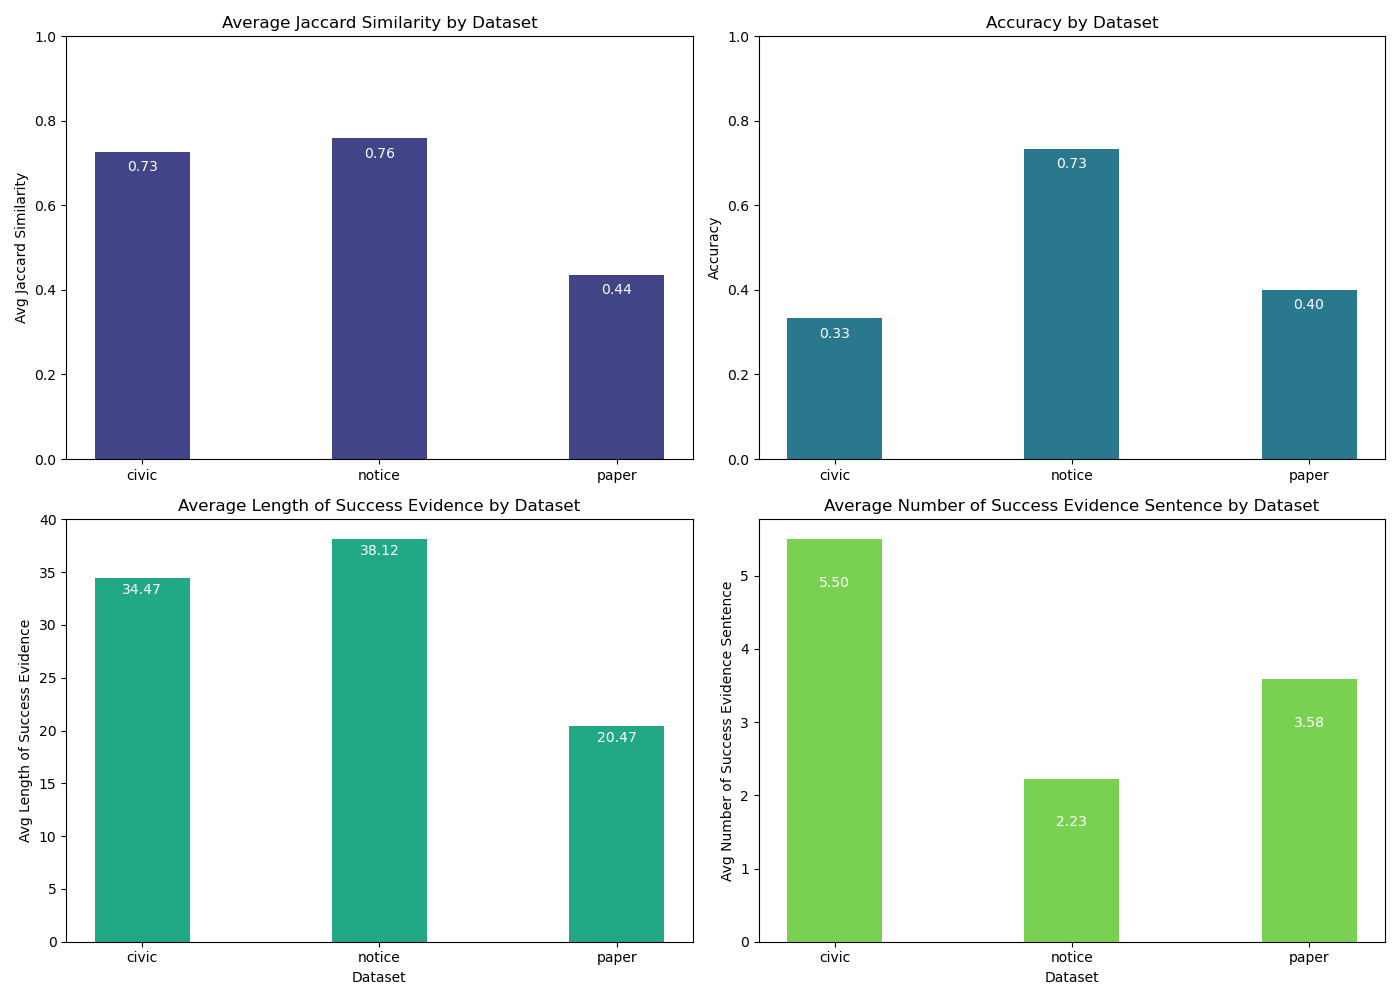 Average Jaccard Similarity by Dataset
Avg Jaccard Similarity
1.0
0.8
0.6
0.4
0.2
0.0
0.73
0.76
0.44
civic
notice
paper
Accuracy by Dataset
Accuracy
1.0
0.8
0.6
0.4
0.2
0.0
0.33
0.73
0.40
civic
notice
paper
Average Length of Success Evidence by Dataset
Avg Length of Success Evidence
40
35
30
25
20
15
10
5
0
34.47
38.12
20.47
civic
notice
paper
Dataset
Average Number of Success Evidence Sentence by Dataset
Avg Number of Success Evidence Sentence
5
4
3
2
1
0
5.50
2.23
3.58
civic
notice
paper
Dataset